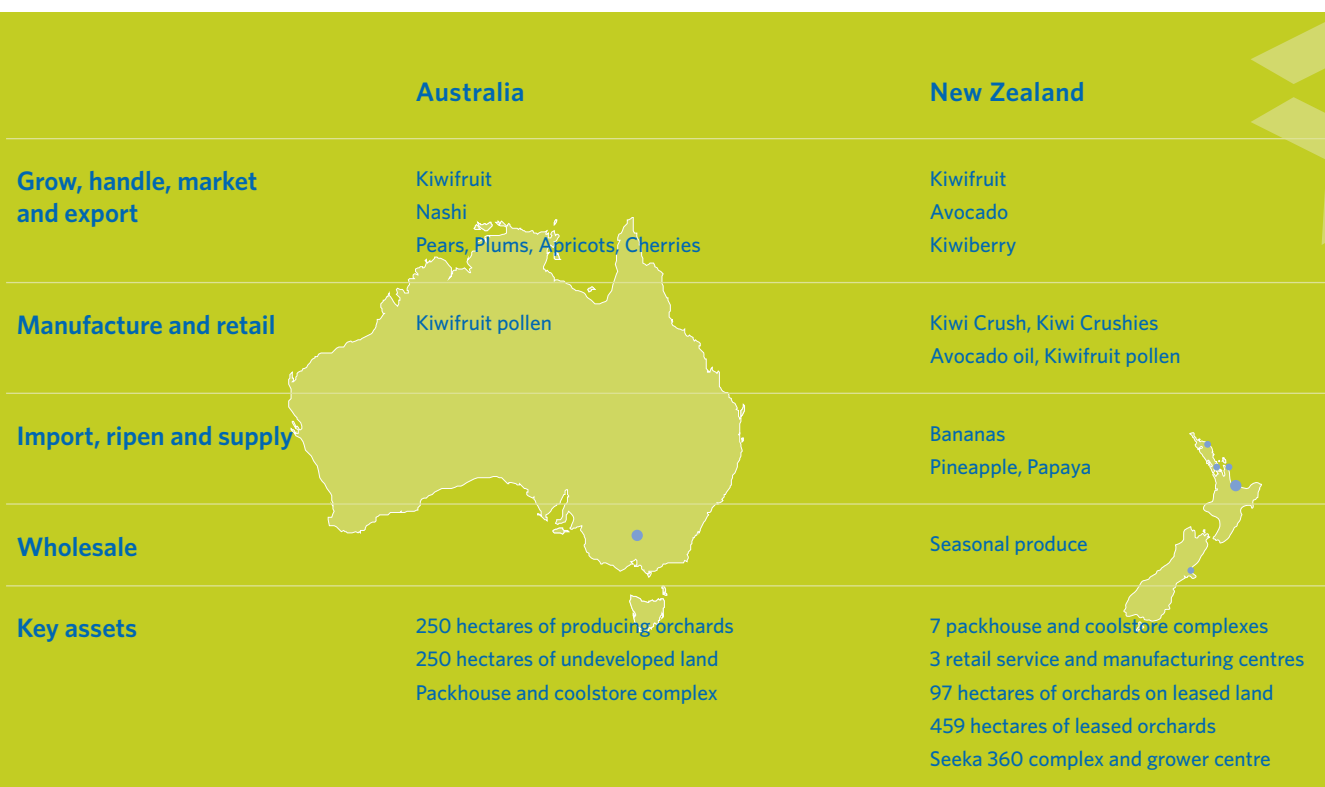 Australia
New Zealand
Grow, handle, market
and export
Kiwifruit
Nashi
Pears, Plums, Apricots, Cherries
Kiwifruit
Avocado
Kiwiberry
Manufacture and retail
Kiwifruit pollen
Kiwi Crush, Kiwi Crushies
Avocado oil, Kiwifruit pollen
Import, ripen and supply
Bananas
Pineapple, Papaya
Wholesale
Seasonal produce
Key assets
250 hectares of producing orchards
250 hectares of undeveloped land
Packhouse and coolstore complex
7 packhouse and coolstore complexes
3 retail service and manufacturing centres
97 hectares of orchards on leased land
459 hectares of leased orchards
Seeka 360 complex and grower centre